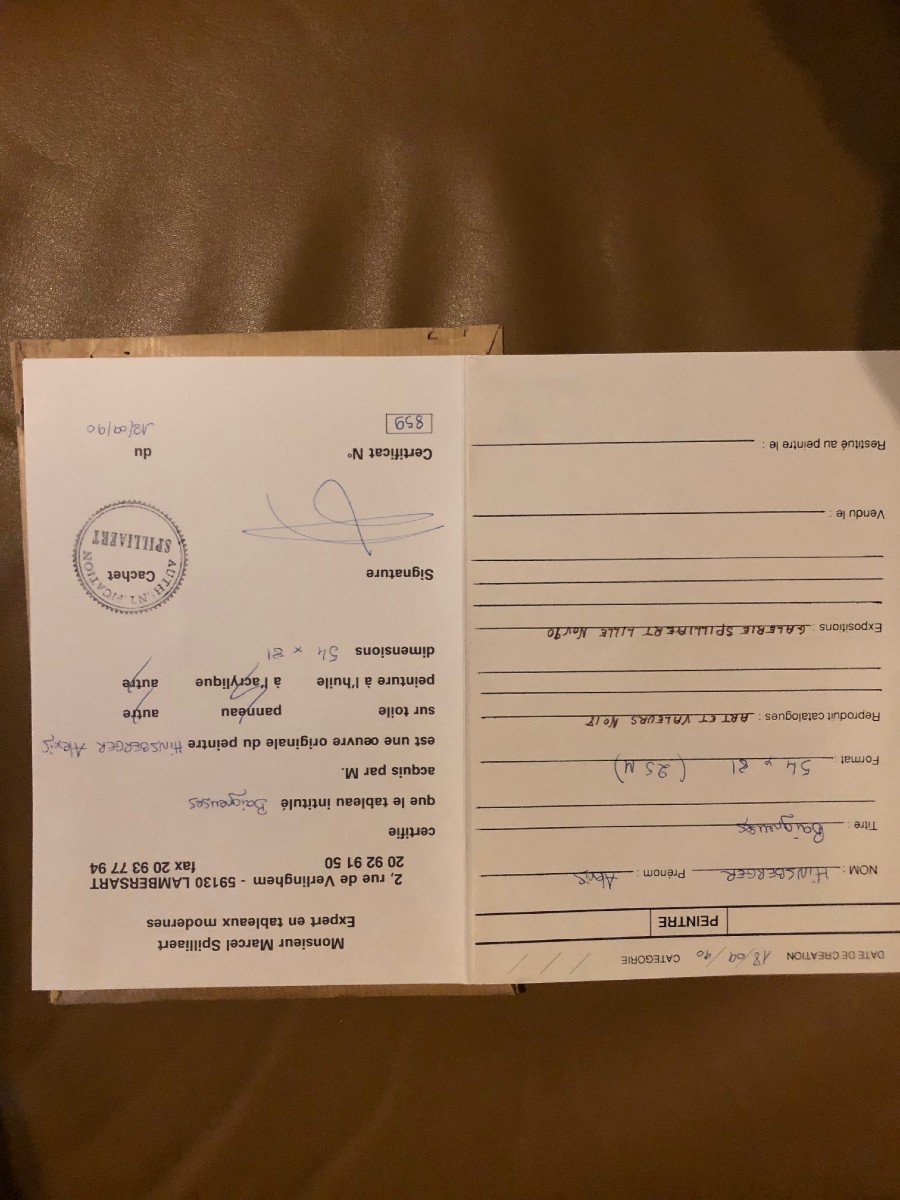 DATE DE CREATION 18/09/90 CATEGORIE / / /
PEINTRE
NOM : HINSBERGER Prénom : Alexis
Titre : Baigneuses
Format : 54 x 81 (25 M)
Reproduit catalogues : ART ET VALEURS No 18
Expositions : GALERIE SPILLIAERT LILLE Nov 90
Vendu le :
Restitué au peintre le :
Monsieur Marcel Spilliaert
Expert en tableaux modernes
2, rue de Verlinghem - 59130 LAMBERSART
20 92 91 50 fax 20 93 77 94
certifie
que le tableau intitulé Baigneuses
acquis par M.
est une œuvre originale du peintre HINSBERGER Alexis
sur toile panneau autre
peinture à l'huile à l'acrylique autre
dimensions 54 x 81
Signature Cachet
AUTHENTIFICATION
SPILLIAERT
Certificat N° du
859 18/09/90